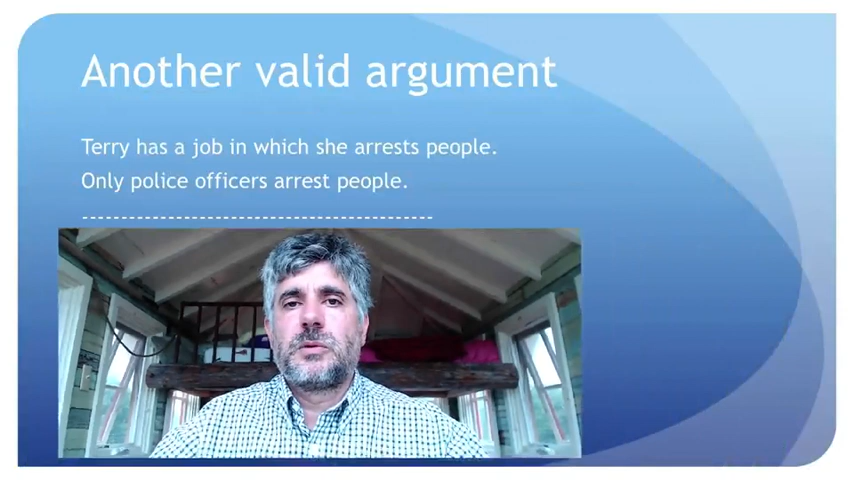 Another valid argument
Terry has a job in which she arrests people.
Only police officers arrest people.
---------------------------------------------